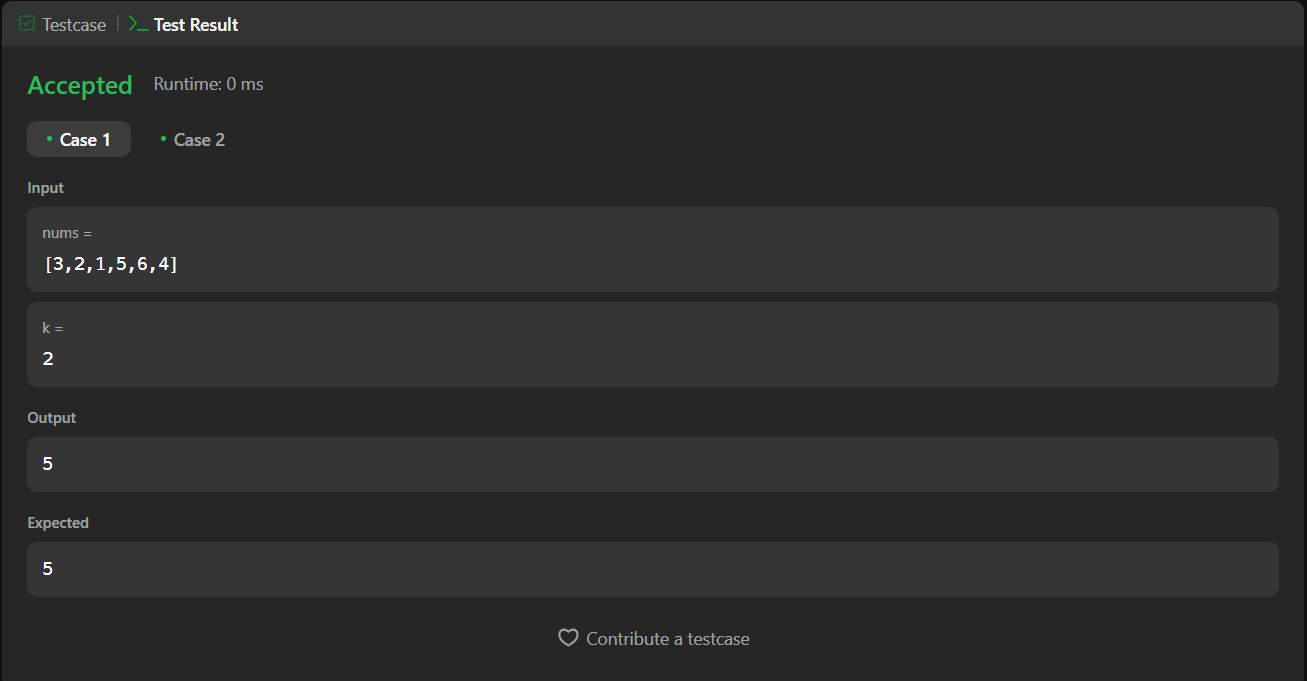 Testcase | >_ Test Result
Accepted Runtime: 0 ms
• Case 1 • Case 2
Input
nums =
[3,2,1,5,6,4]
k =
2
Output
5
Expected
5
Contribute a testcase